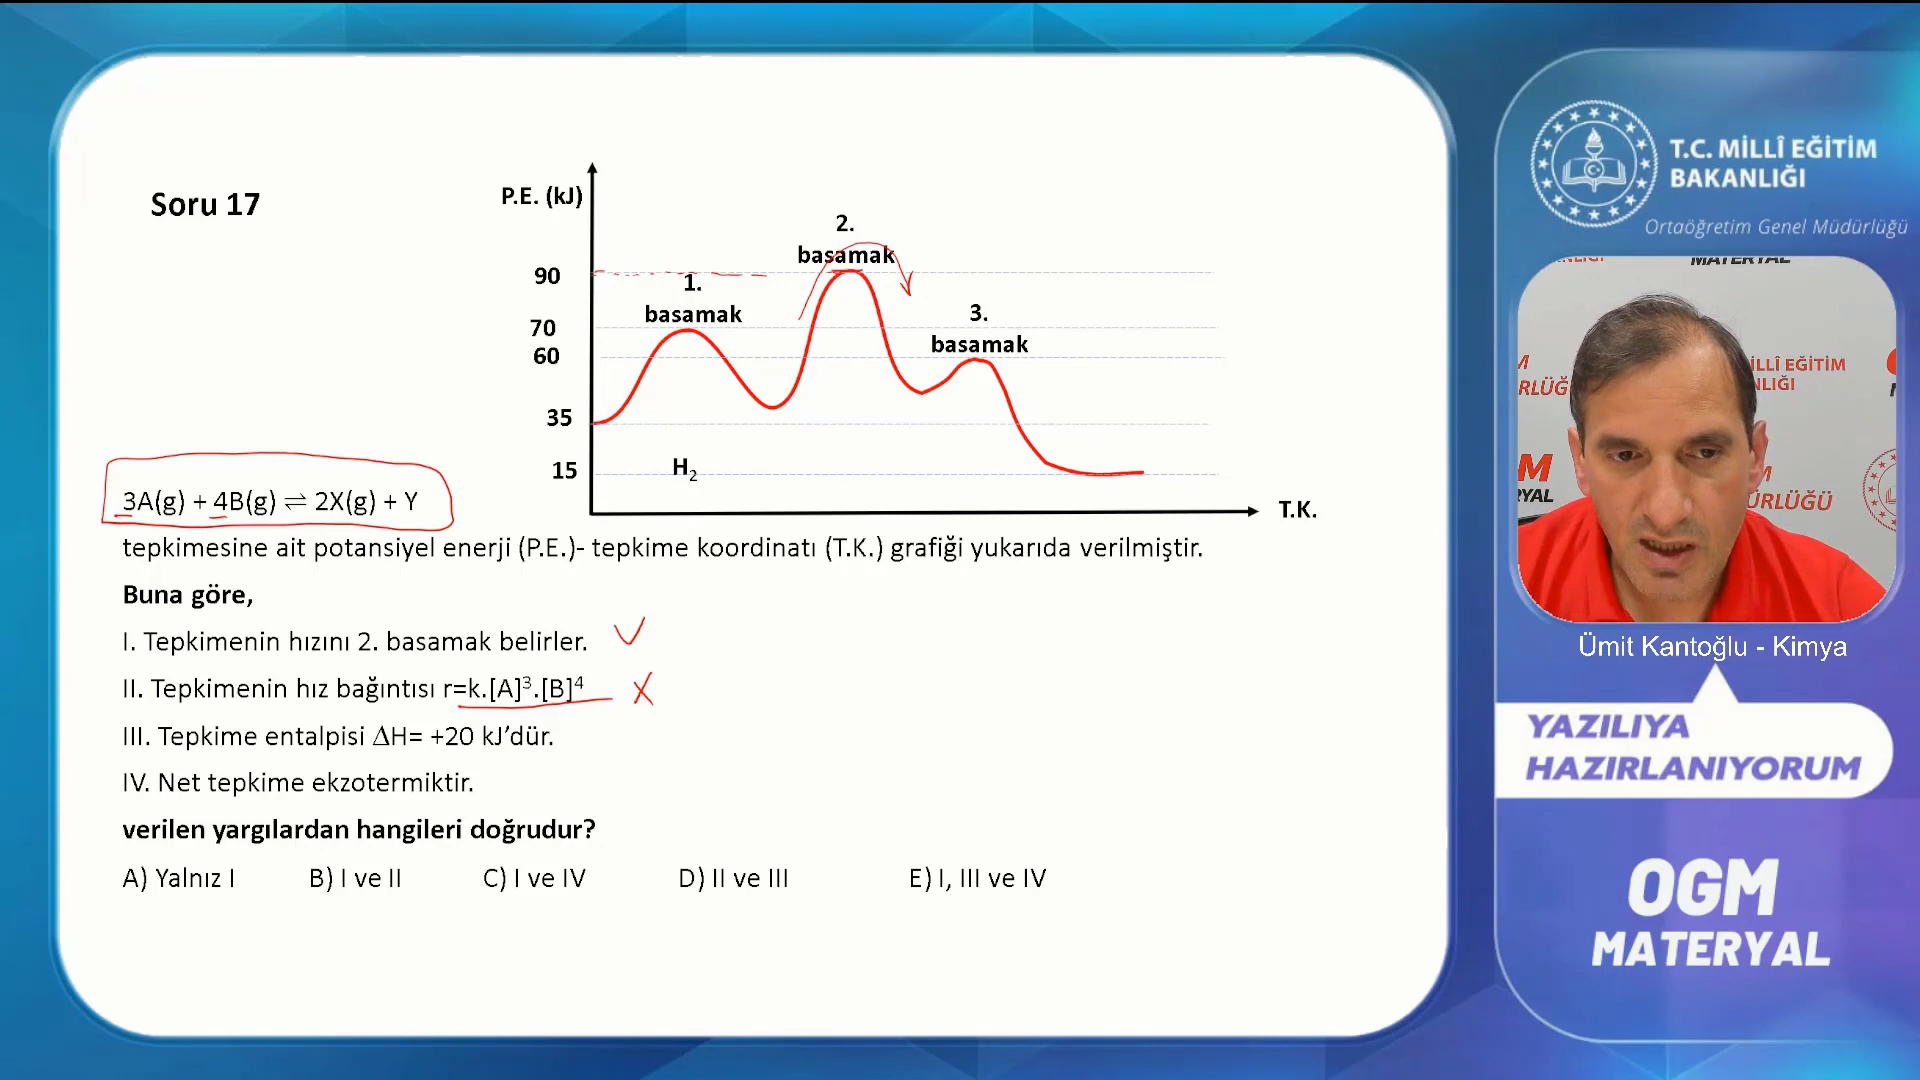 Soru 17
P.E. (kJ)
90
70
60
35
15
1.
basamak
2.
basamak
3.
basamak
H₂
T.K.
3A(g) + 4B(g) ⇌ 2X(g) + Y
tepkimesine ait potansiyel enerji (P.E.)- tepkime koordinatı (T.K.) grafiği yukarıda verilmiştir.
Buna göre,
I. Tepkimenin hızını 2. basamak belirler.
II. Tepkimenin hız bağıntısı r=k.[A]³.[B]⁴
III. Tepkime entalpisi ΔH= +20 kJ’dür.
IV. Net tepkime ekzotermiktir.
verilen yargılardan hangileri doğrudur?
A) Yalnız I B) I ve II C) I ve IV D) II ve III E) I, III ve IV
T.C. MİLLÎ EĞİTİM
BAKANLIĞI
Ortaöğretim Genel Müdürlüğü
Ümit Kantoğlu - Kimya
YAZILIYA
HAZIRLANIYORUM
OGM
MATERYAL